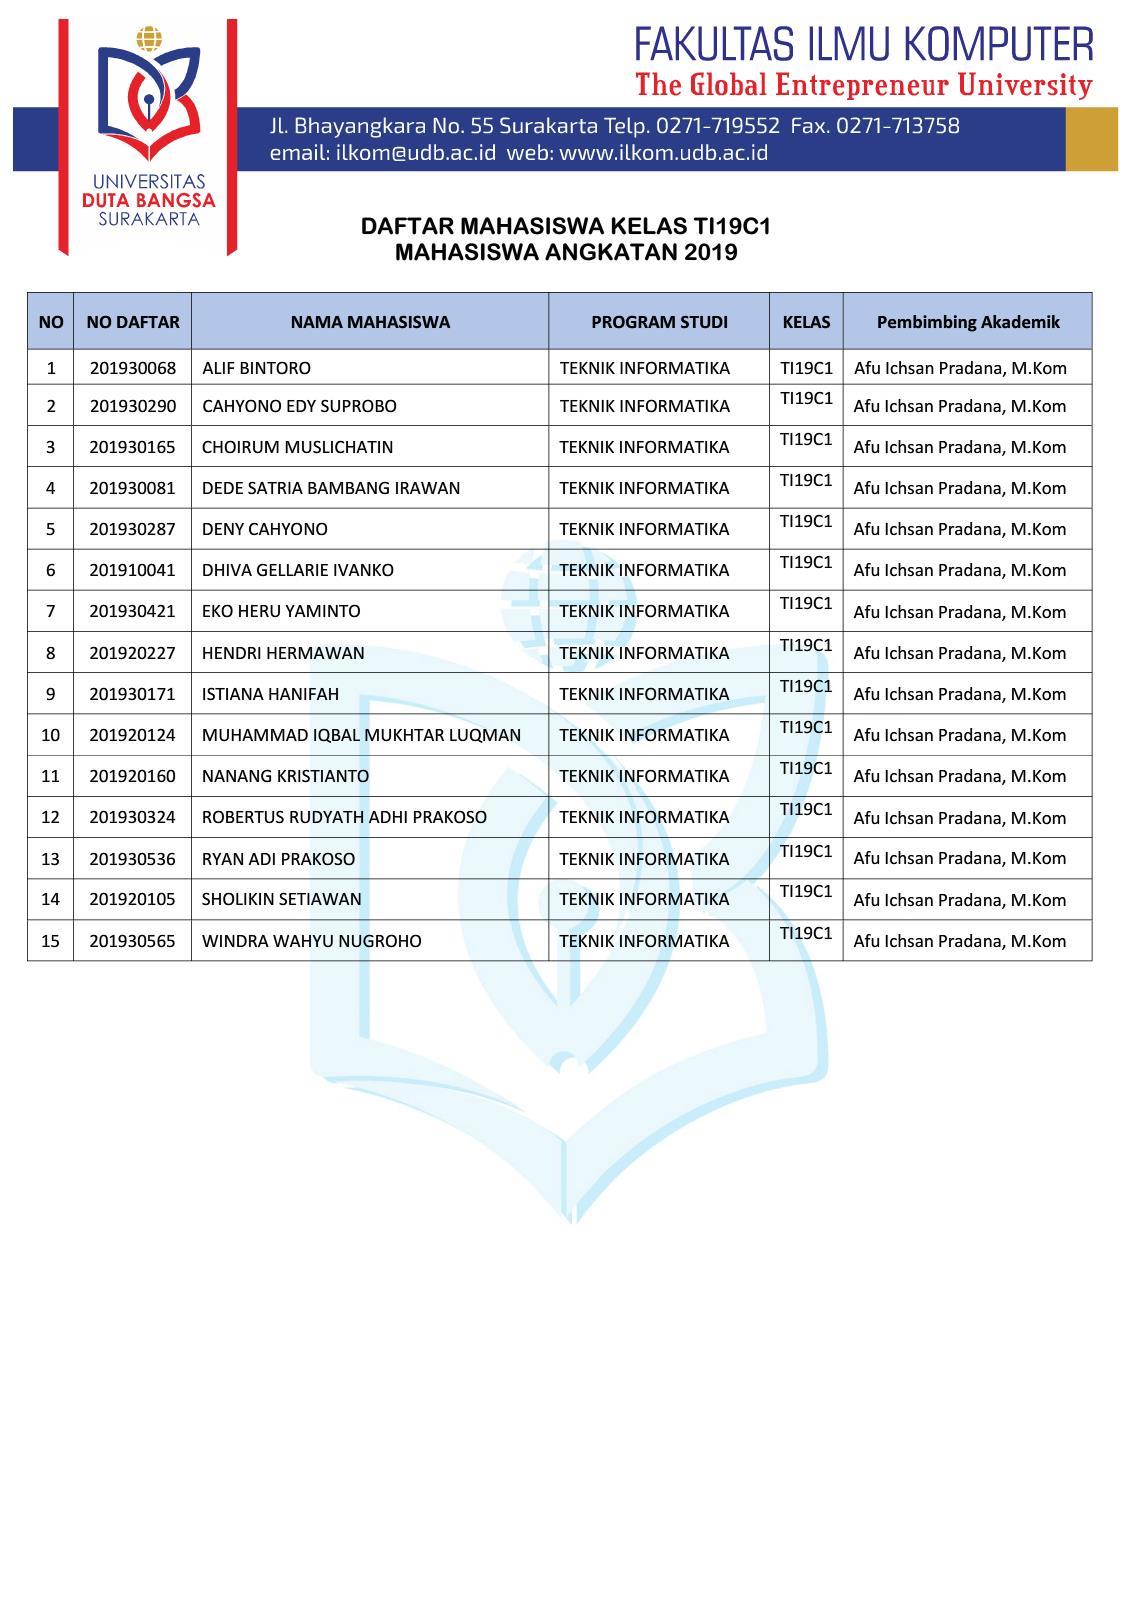 FAKULTAS ILMU KOMPUTER
The Global Entrepreneur University
Jl. Bhayangkara No. 55 Surakarta Telp. 0271-719552 Fax. 0271-713758
email: ilkom@udb.ac.id web: www.ilkom.udb.ac.id
UNIVERSITAS
DUTA BANGSA
SURAKARTA
DAFTAR MAHASISWA KELAS TI19C1
MAHASISWA ANGKATAN 2019
NO NO DAFTAR NAMA MAHASISWA PROGRAM STUDI KELAS Pembimbing Akademik
1 201930068 ALIF BINTORO TEKNIK INFORMATIKA TI19C1 Afu Ichsan Pradana, M.Kom
2 201930290 CAHYONO EDY SUPROBO TEKNIK INFORMATIKA TI19C1 Afu Ichsan Pradana, M.Kom
3 201930165 CHOIRUM MUSLICHATIN TEKNIK INFORMATIKA TI19C1 Afu Ichsan Pradana, M.Kom
4 201930081 DEDE SATRIA BAMBANG IRAWAN TEKNIK INFORMATIKA TI19C1 Afu Ichsan Pradana, M.Kom
5 201930287 DENY CAHYONO TEKNIK INFORMATIKA TI19C1 Afu Ichsan Pradana, M.Kom
6 201910041 DHIVA GELLARIE IVANKO TEKNIK INFORMATIKA TI19C1 Afu Ichsan Pradana, M.Kom
7 201930421 EKO HERU YAMINTO TEKNIK INFORMATIKA TI19C1 Afu Ichsan Pradana, M.Kom
8 201920227 HENDRI HERMAWAN TEKNIK INFORMATIKA TI19C1 Afu Ichsan Pradana, M.Kom
9 201930171 ISTIANA HANIFAH TEKNIK INFORMATIKA TI19C1 Afu Ichsan Pradana, M.Kom
10 201920124 MUHAMMAD IQBAL MUKHTAR LUQMAN TEKNIK INFORMATIKA TI19C1 Afu Ichsan Pradana, M.Kom
11 201920160 NANANG KRISTIANTO TEKNIK INFORMATIKA TI19C1 Afu Ichsan Pradana, M.Kom
12 201930324 ROBERTUS RUDYATH ADHI PRAKOSO TEKNIK INFORMATIKA TI19C1 Afu Ichsan Pradana, M.Kom
13 201930536 RYAN ADI PRAKOSO TEKNIK INFORMATIKA TI19C1 Afu Ichsan Pradana, M.Kom
14 201920105 SHOLIKIN SETIAWAN TEKNIK INFORMATIKA TI19C1 Afu Ichsan Pradana, M.Kom
15 201930565 WINDRA WAHYU NUGROHO TEKNIK INFORMATIKA TI19C1 Afu Ichsan Pradana, M.Kom